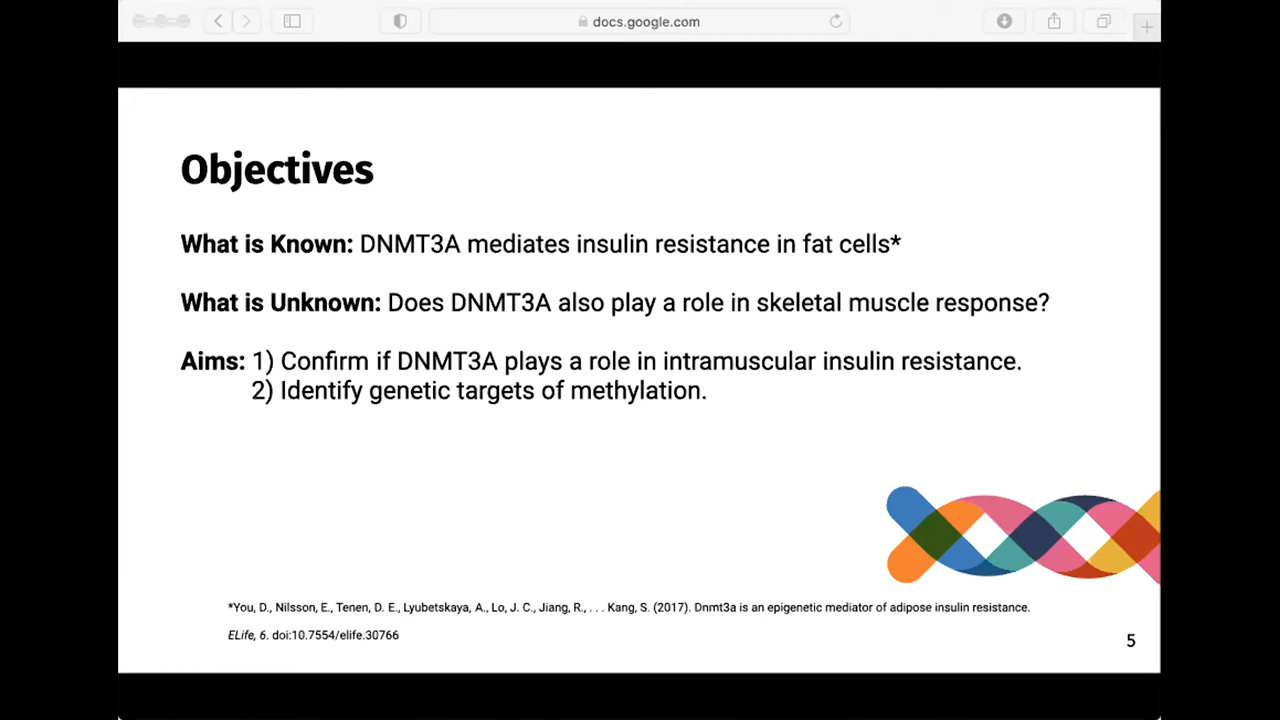 docs.google.com
Objectives
What is Known: DNMT3A mediates insulin resistance in fat cells*
What is Unknown: Does DNMT3A also play a role in skeletal muscle response?
Aims: 1) Confirm if DNMT3A plays a role in intramuscular insulin resistance.
2) Identify genetic targets of methylation.
*You, D., Nilsson, E., Tenen, D. E., Lyubetskaya, A., Lo, J. C., Jiang, R., . . . Kang, S. (2017). Dnmt3a is an epigenetic mediator of adipose insulin resistance.
ELife, 6. doi:10.7554/elife.30766
5